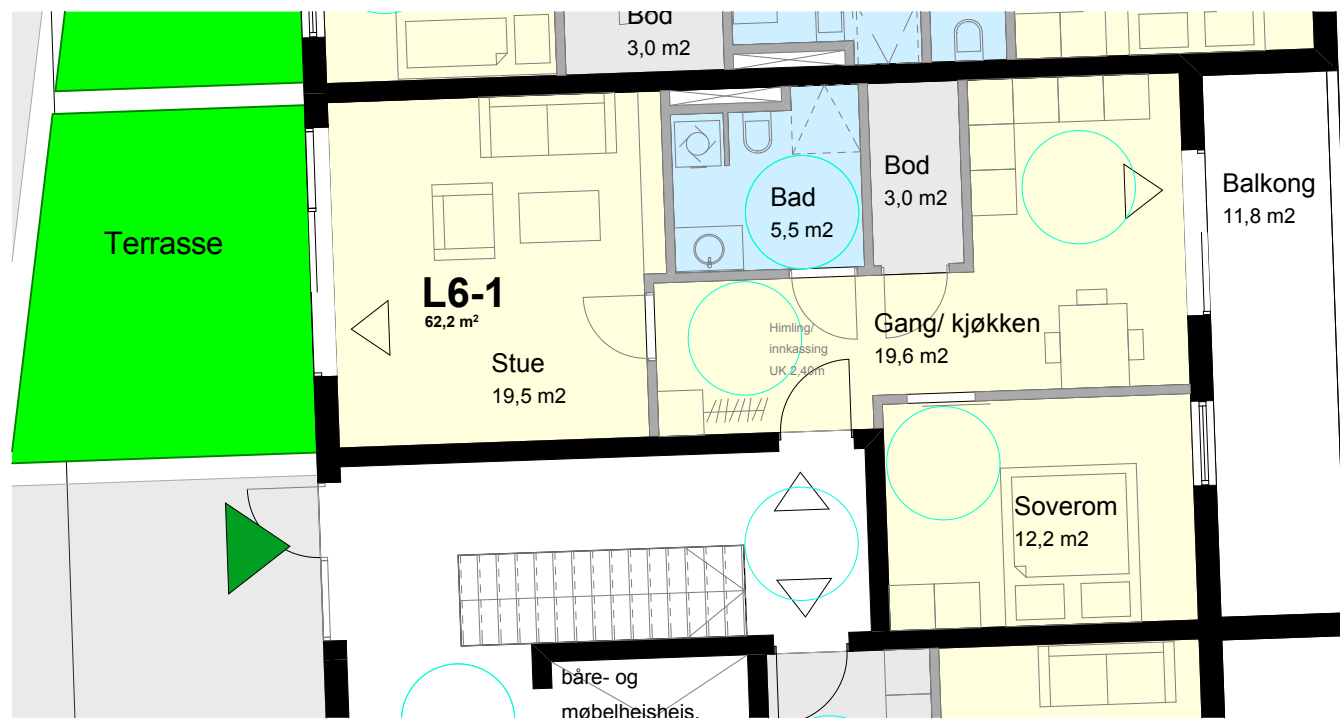 Bod
3,0 m2
Terrasse
L6-1
62,2 m²
Stue
19,5 m2
Bad
5,5 m2
Bod
3,0 m2
Balkong
11,8 m2
Himling/
innkassing
UK 2,40m
Gang/ kjøkken
19,6 m2
Soverom
12,2 m2
båre- og
møbelheisheis.